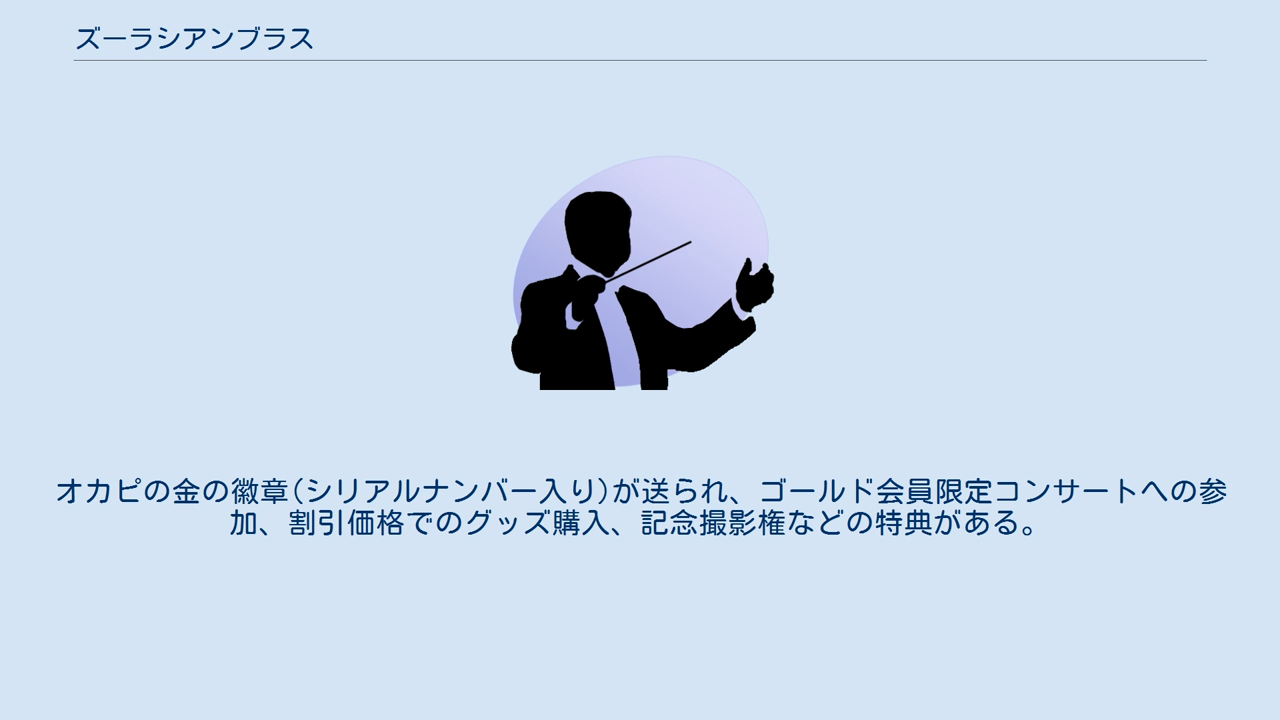 ズーラシアンブラス
オカピの金の徽章(シリアルナンバー入り)が送られ、ゴールド会員限定コンサートへの参
加、割引価格でのグッズ購入、記念撮影権などの特典がある。